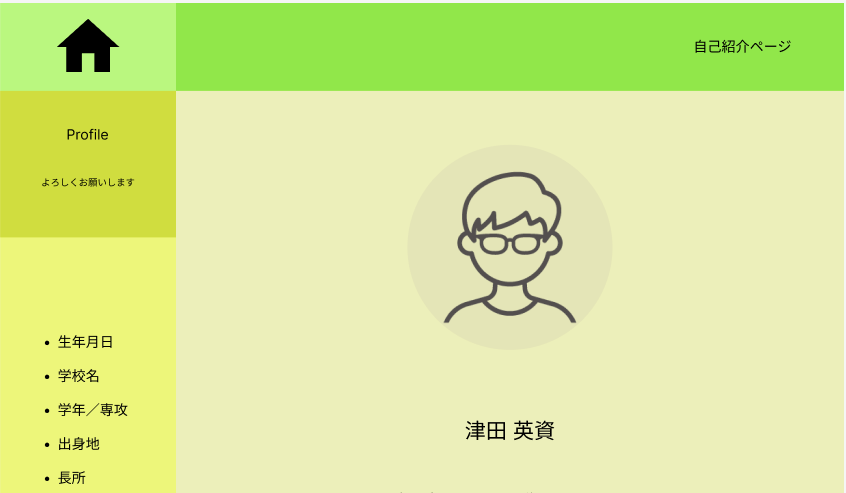 自己紹介ページ
Profile
よろしくお願いします
生年月日
学校名
学年／専攻
出身地
長所
津田 英資